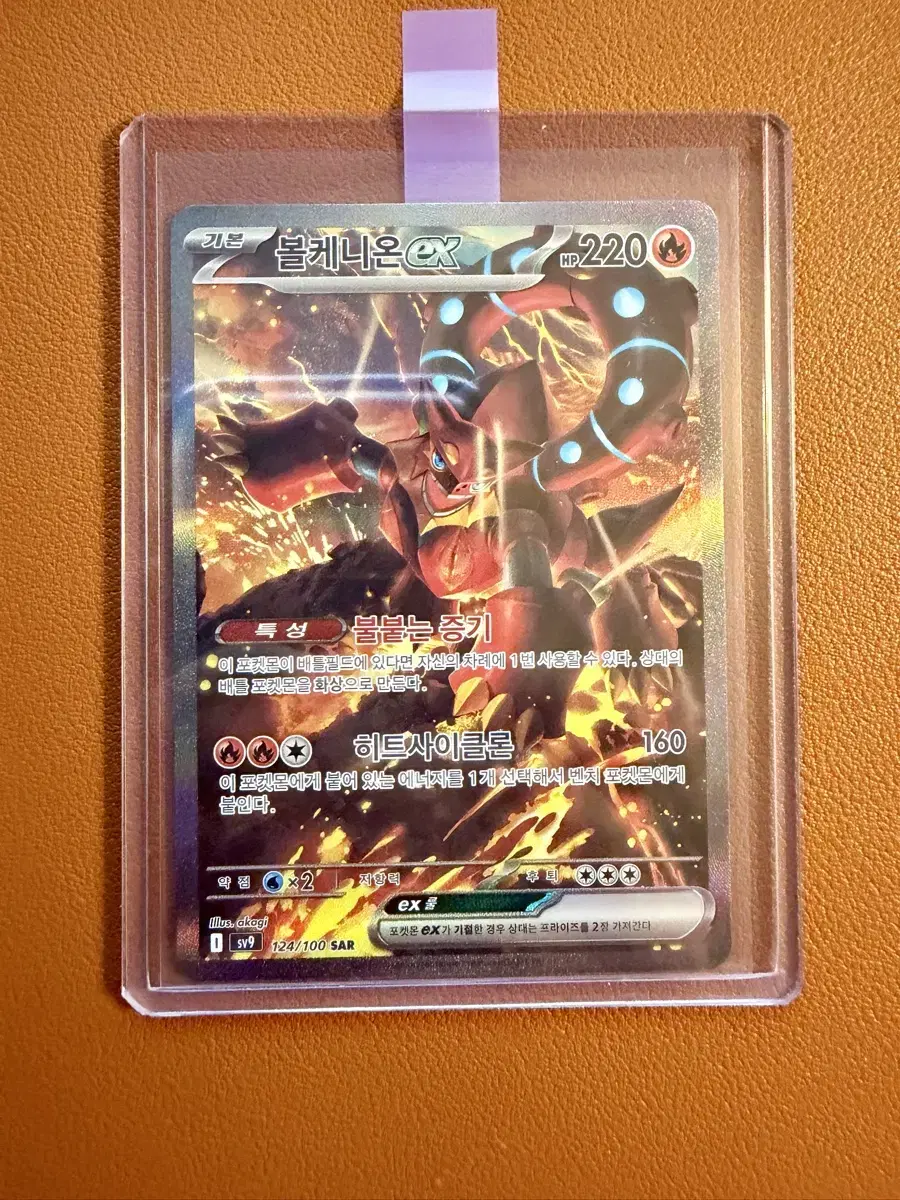 기본 볼케니온 ex HP 220
특성 불붙는 증기
이 포켓몬이 배틀필드에 있다면 자신의 차례에 1번 사용할 수 있다. 상대의
배틀 포켓몬을 화상으로 만든다.
히트사이클론 160
이 포켓몬에게 붙어 있는 에너지를 1개 선택해서 벤치 포켓몬에게
붙인다.
약점 ×2 저항력 후퇴
ex 룰
포켓몬 ex가 기절한 경우 상대는 프라이즈를 2장 가져간다.
Illus. akagi
I sv9 124/100 SAR